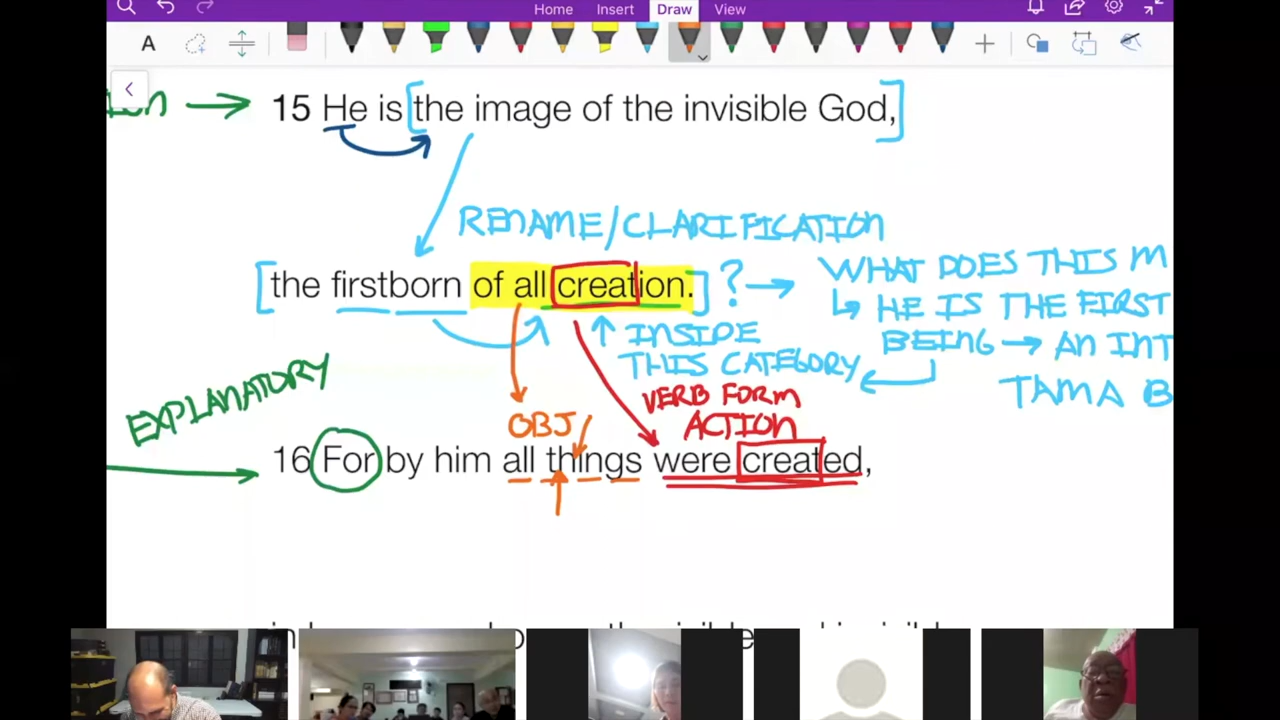 Home Insert Draw View
A
15 He is [the image of the invisible God,]
RENAME/CLARIFICATION
[the firstborn of all creation.] ? → WHAT DOES THIS M
↳ HE IS THE FIRST
INSIDE BEING → AN INT
THIS CATEGORY
TAMA B
VERB FORM
EXPLANATORY
OBJ/ ACTION
16 For by him all things were created,